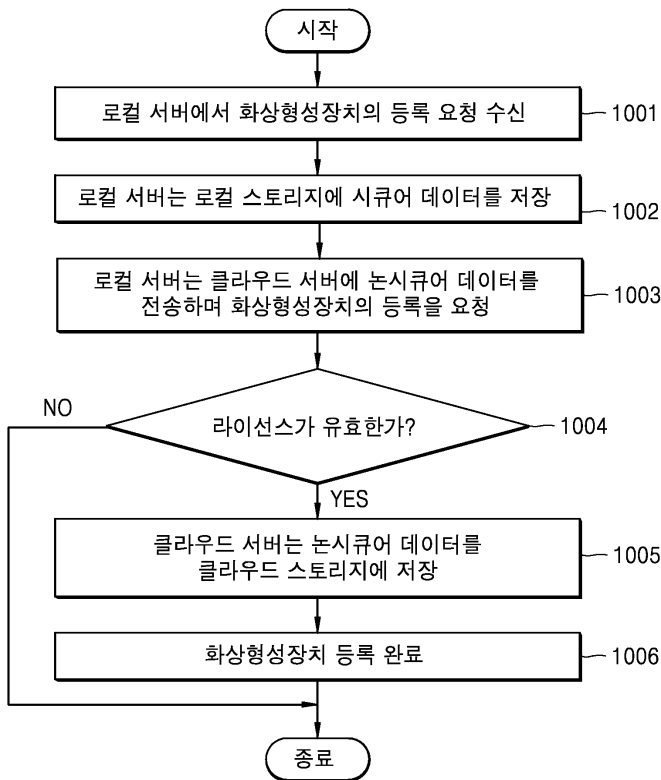 시작
로컬 서버에서 화상형성장치의 등록 요청 수신
1001
로컬 서버는 로컬 스토리지에 시큐어 데이터를 저장
1002
로컬 서버는 클라우드 서버에 논시큐어 데이터를
전송하며 화상형성장치의 등록을 요청
1003
NO
라이선스가 유효한가?
1004
YES
클라우드 서버는 논시큐어 데이터를
클라우드 스토리지에 저장
1005
화상형성장치 등록 완료
1006
종료